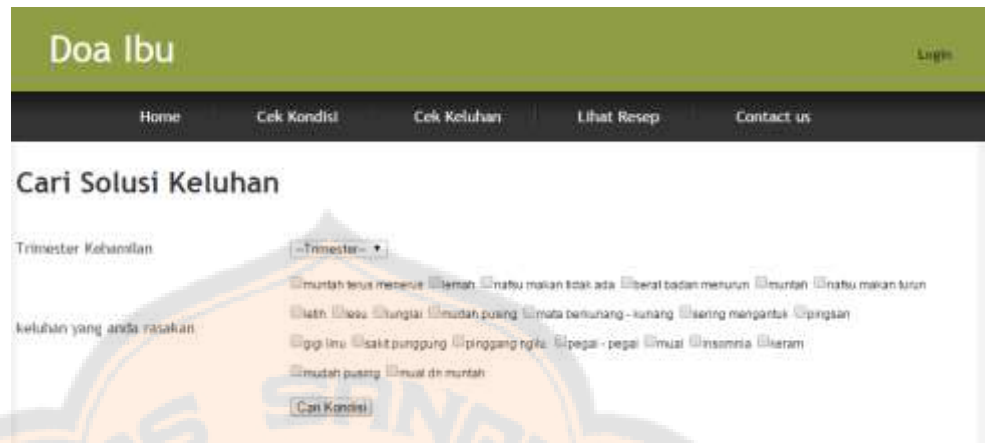 Doa Ibu
Login
Home Cek Kondisi Cek Keluhan Lihat Resep Contact us
Cari Solusi Keluhan
Trimester Kehamilan --Trimester--
muntah terus menerus lemah nafsu makan tidak ada berat badan menurun muntah nafsu makan turun
letih lesu lunglai mudah pusing mata berkunang - kunang sering mengantuk pingsan
keluhan yang anda rasakan
gigi linu sakit punggung pinggang ngilu pegal - pegal mual insomnia keram
mudah pusing mual dn muntah
Cari Kondisi